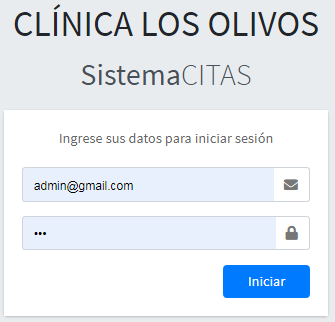 CLÍNICA LOS OLIVOS
SistemaCITAS
Ingrese sus datos para iniciar sesión
admin@gmail.com
•••
Iniciar